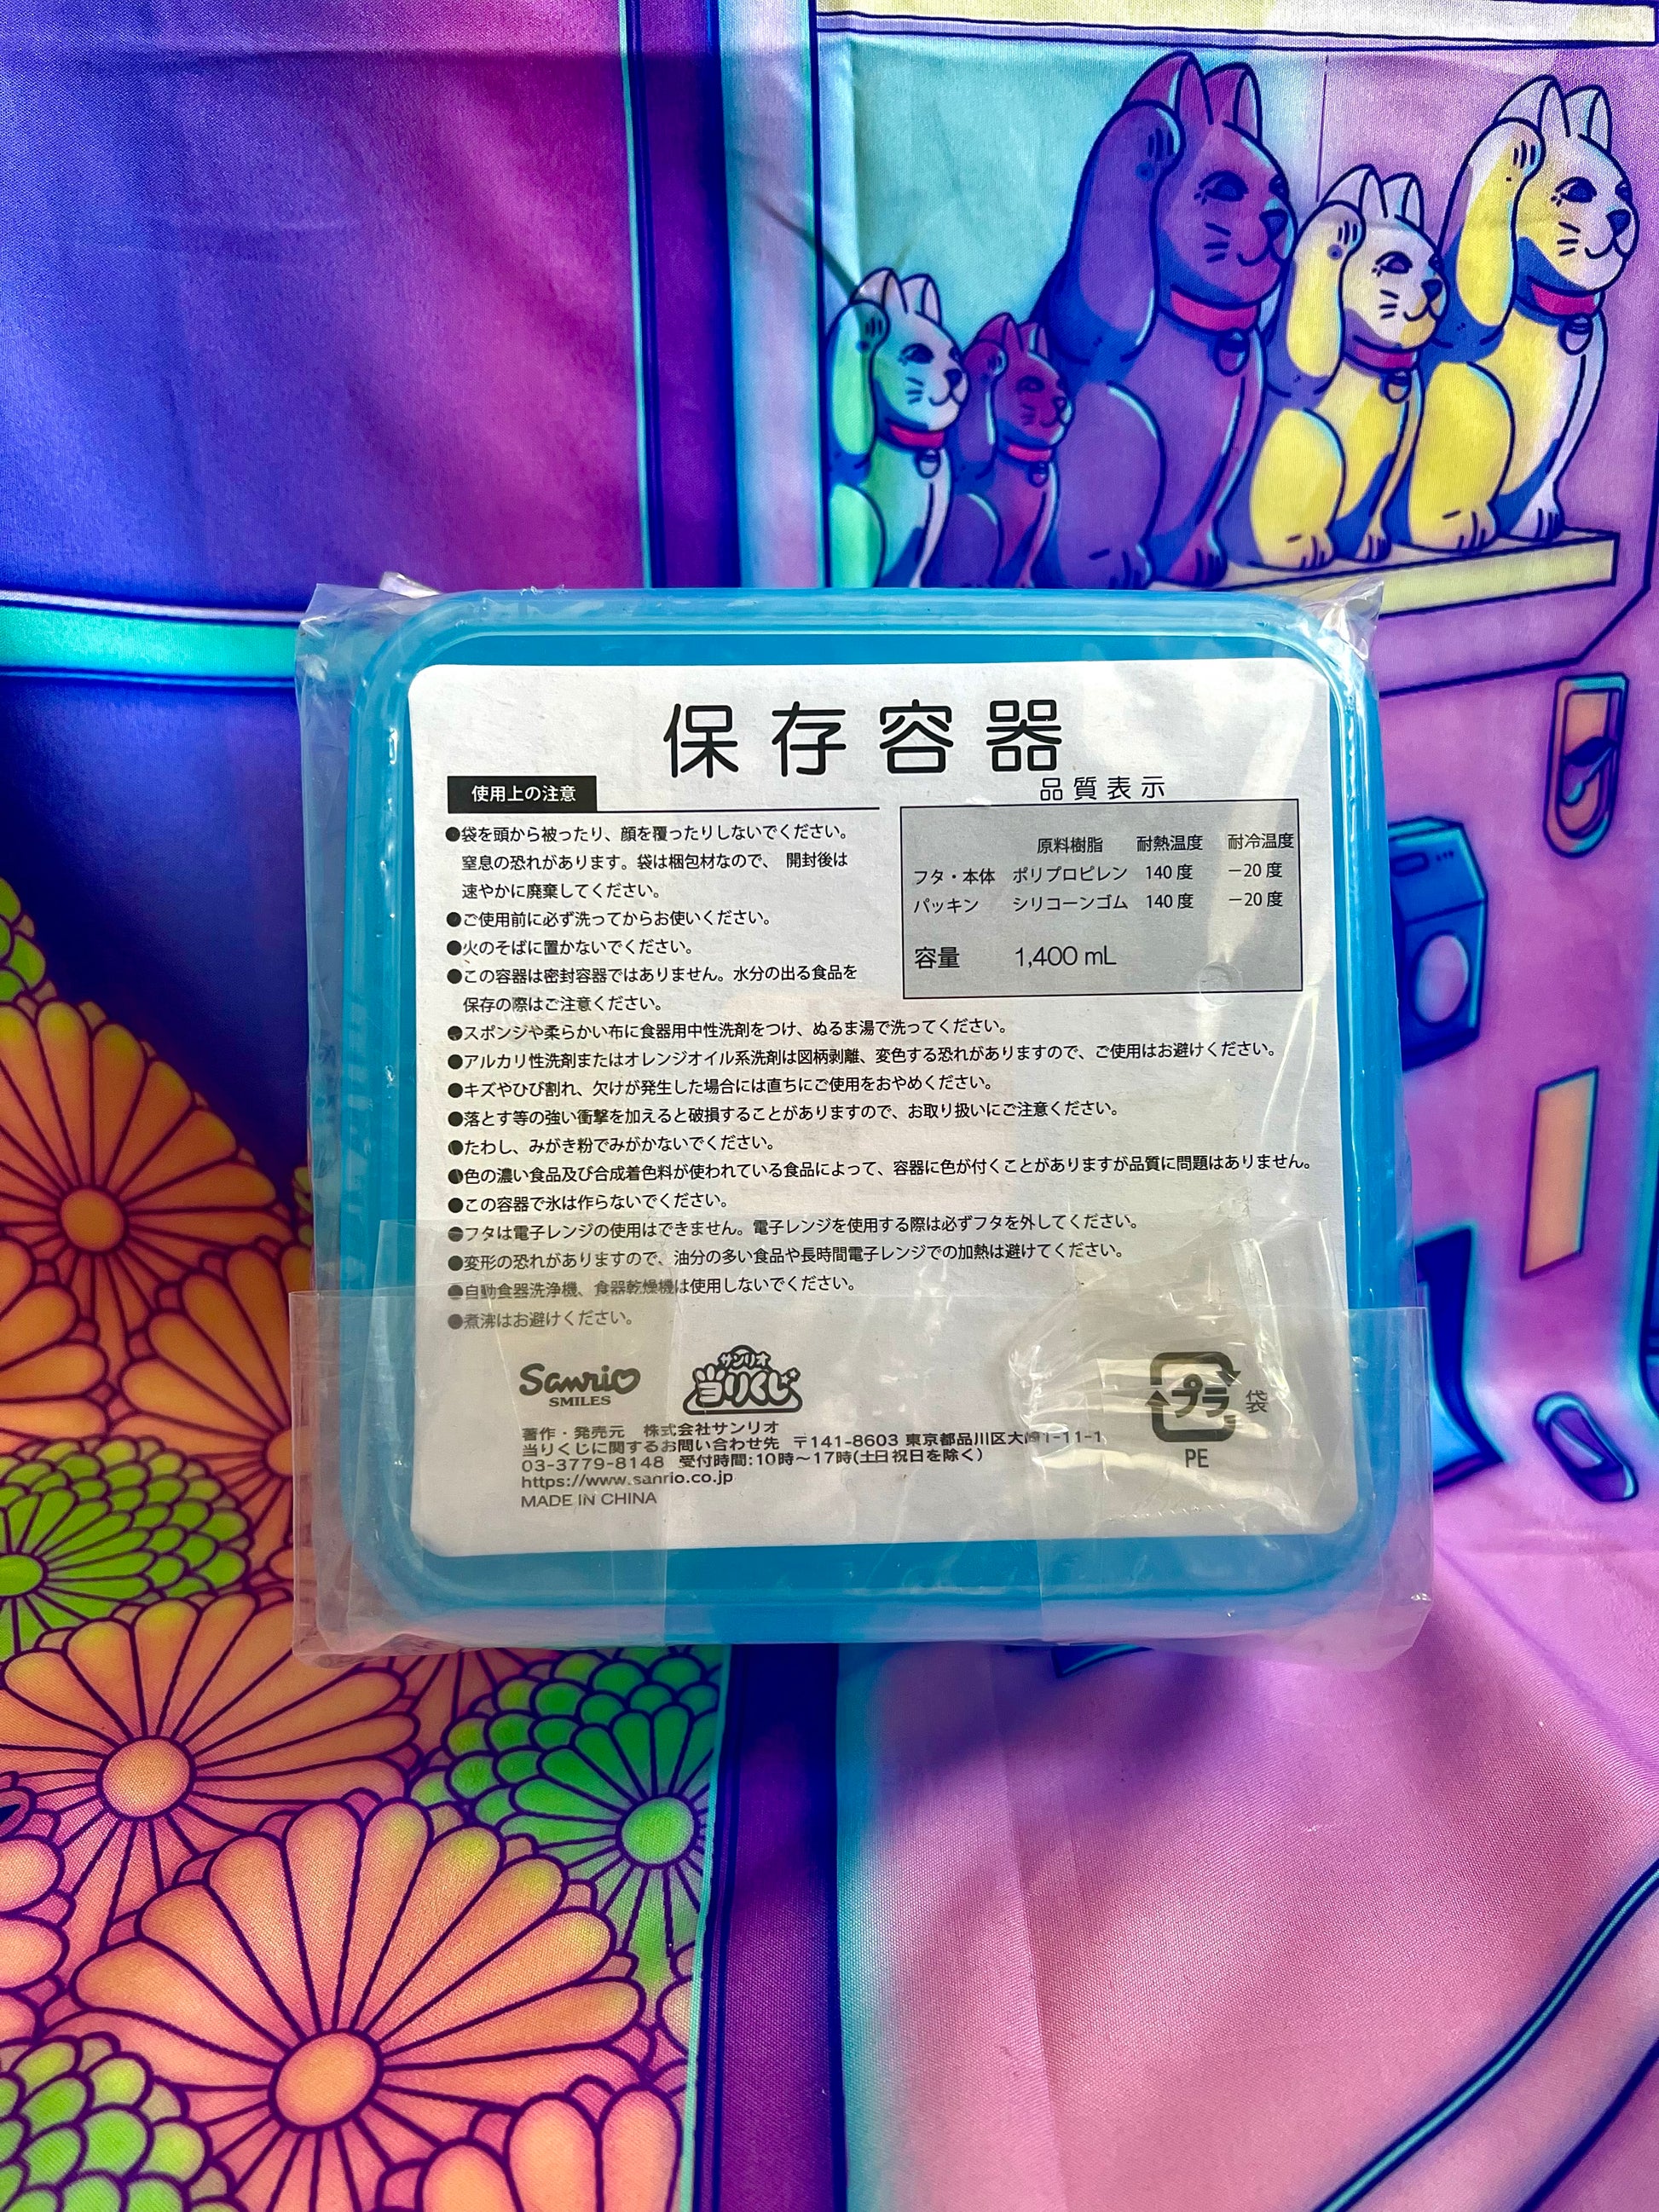 保存容器
使用上の注意
●袋を頭から被ったり、顔を覆ったりしないでください。
窒息の恐れがあります。袋は梱包材なので、 開封後は
速やかに廃棄してください。
●ご使用前に必ず洗ってからお使いください。
●火のそばに置かないでください。
●この容器は密封容器ではありません。水分の出る食品を
保存の際はご注意ください。
品質表示
原料樹脂 耐熱温度 耐冷温度
フタ・本体 ポリプロピレン 140度 −20度
パッキン シリコーンゴム 140度 −20度
容量 1,400 mL
●スポンジや柔らかい布に食器用中性洗剤をつけ、ぬるま湯で洗ってください。
●アルカリ性洗剤またはオレンジオイル系洗剤は図柄剥離、変色する恐れがありますので、ご使用はお避けください。
●キズやひび割れ、欠けが発生した場合には直ちにご使用をおやめください。
●落とす等の強い衝撃を加えると破損することがありますので、お取り扱いにご注意ください。
●たわし、みがき粉でみがかないでください。
●色の濃い食品及び合成着色料が使われている食品によって、容器に色が付くことがありますが品質に問題はありません。
●この容器で氷は作らないでください。
●フタは電子レンジの使用はできません。電子レンジを使用する際は必ずフタを外してください。
●変形の恐れがありますので、油分の多い食品や長時間電子レンジでの加熱は避けてください。
●自動食器洗浄機、食器乾燥機は使用しないでください。
●煮沸はお避けください。
Sanrio
SMILES
サンリオ
当りくじ
プラ 袋
PE
著作・発売元 株式会社サンリオ
当りくじに関するお問い合わせ先 〒141-8603 東京都品川区大崎1-11-1
03-3779-8148 受付時間:10時～17時(土日祝日を除く)
https://www.sanrio.co.jp
MADE IN CHINA